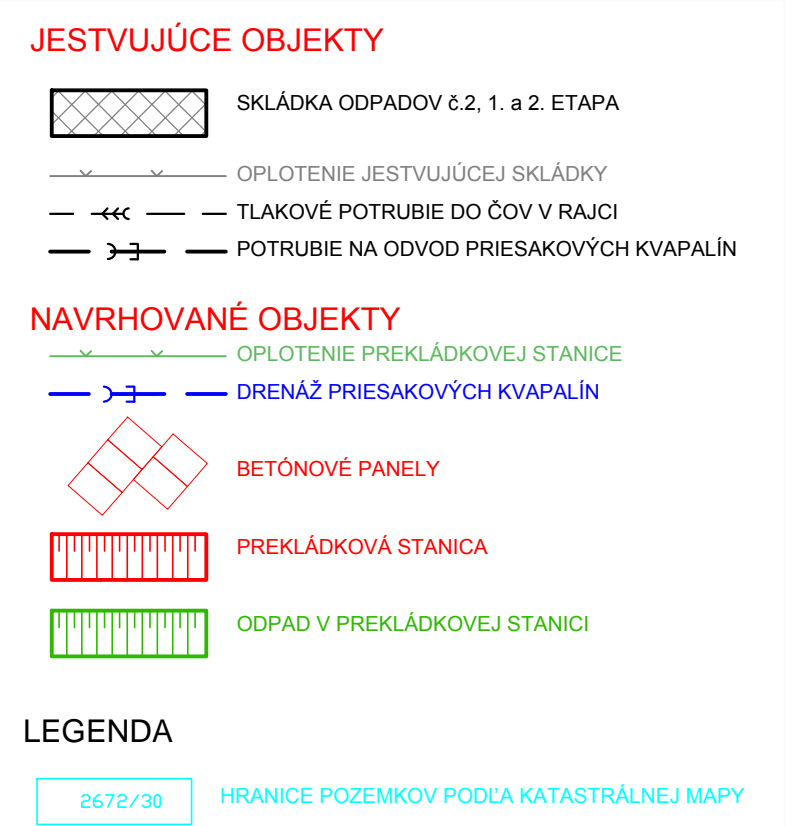 JESTVUJÚCE OBJEKTY
SKLÁDKA ODPADOV č.2, 1. a 2. ETAPA
OPLOTENIE JESTVUJÚCEJ SKLÁDKY
TLAKOVÉ POTRUBIE DO ČOV V RAJCI
POTRUBIE NA ODVOD PRIESAKOVÝCH KVAPALÍN
NAVRHOVANÉ OBJEKTY
OPLOTENIE PREKLÁDKOVEJ STANICE
DRENÁŽ PRIESAKOVÝCH KVAPALÍN
BETÓNOVÉ PANELY
PREKLÁDKOVÁ STANICA
ODPAD V PREKLÁDKOVEJ STANICI
LEGENDA
2672/30 HRANICE POZEMKOV PODĽA KATASTRÁLNEJ MAPY